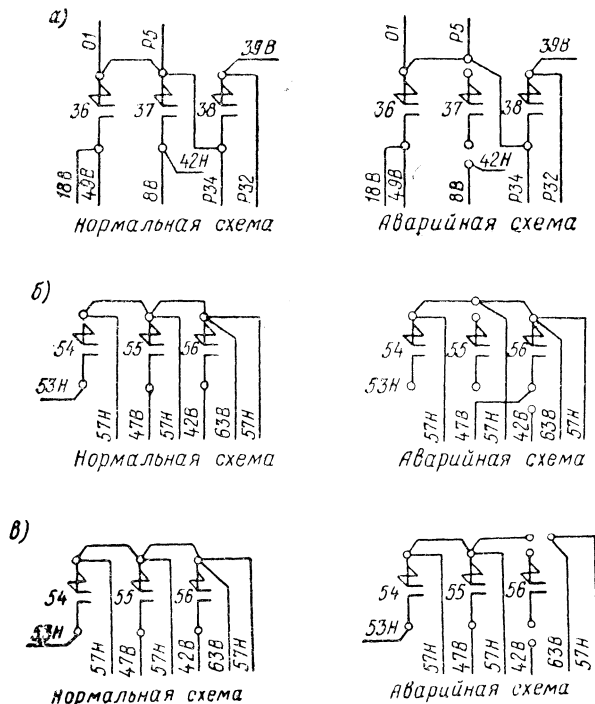 а)
01 Р5 39В
36 37 38
42Н
18В 49В 8В Р34 Р32
Нормальная схема
01 Р5 39В
36 37 38
42Н
18В 49В 8В Р34 Р32
Аварийная схема
б)
54 55 56
53Н
57Н 47В 57Н 42В 63В 57Н
Нормальная схема
54 55 56
53Н
57Н 47В 57Н 42В 63В 57Н
Аварийная схема
в)
54 55 56
53Н
57Н 47В 57Н 42В 63В 57Н
Нормальная схема
54 55 56
53Н
57Н 47В 57Н 42В 63В 57Н
Аварийная схема